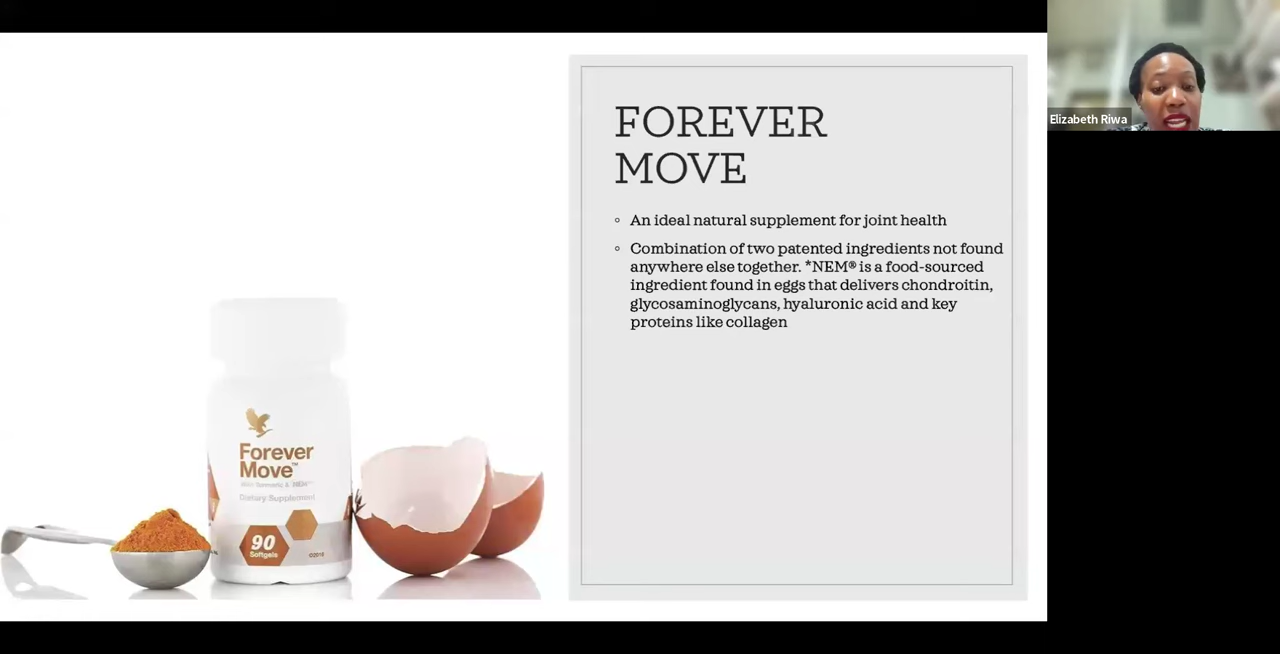 FOREVER
MOVE
◦ An ideal natural supplement for joint health
◦ Combination of two patented ingredients not found
anywhere else together. *NEM® is a food-sourced
ingredient found in eggs that delivers chondroitin,
glycosaminoglycans, hyaluronic acid and key
proteins like collagen
Forever
Move™
Dietary Supplement
90
Softgels
Elizabeth Riwa